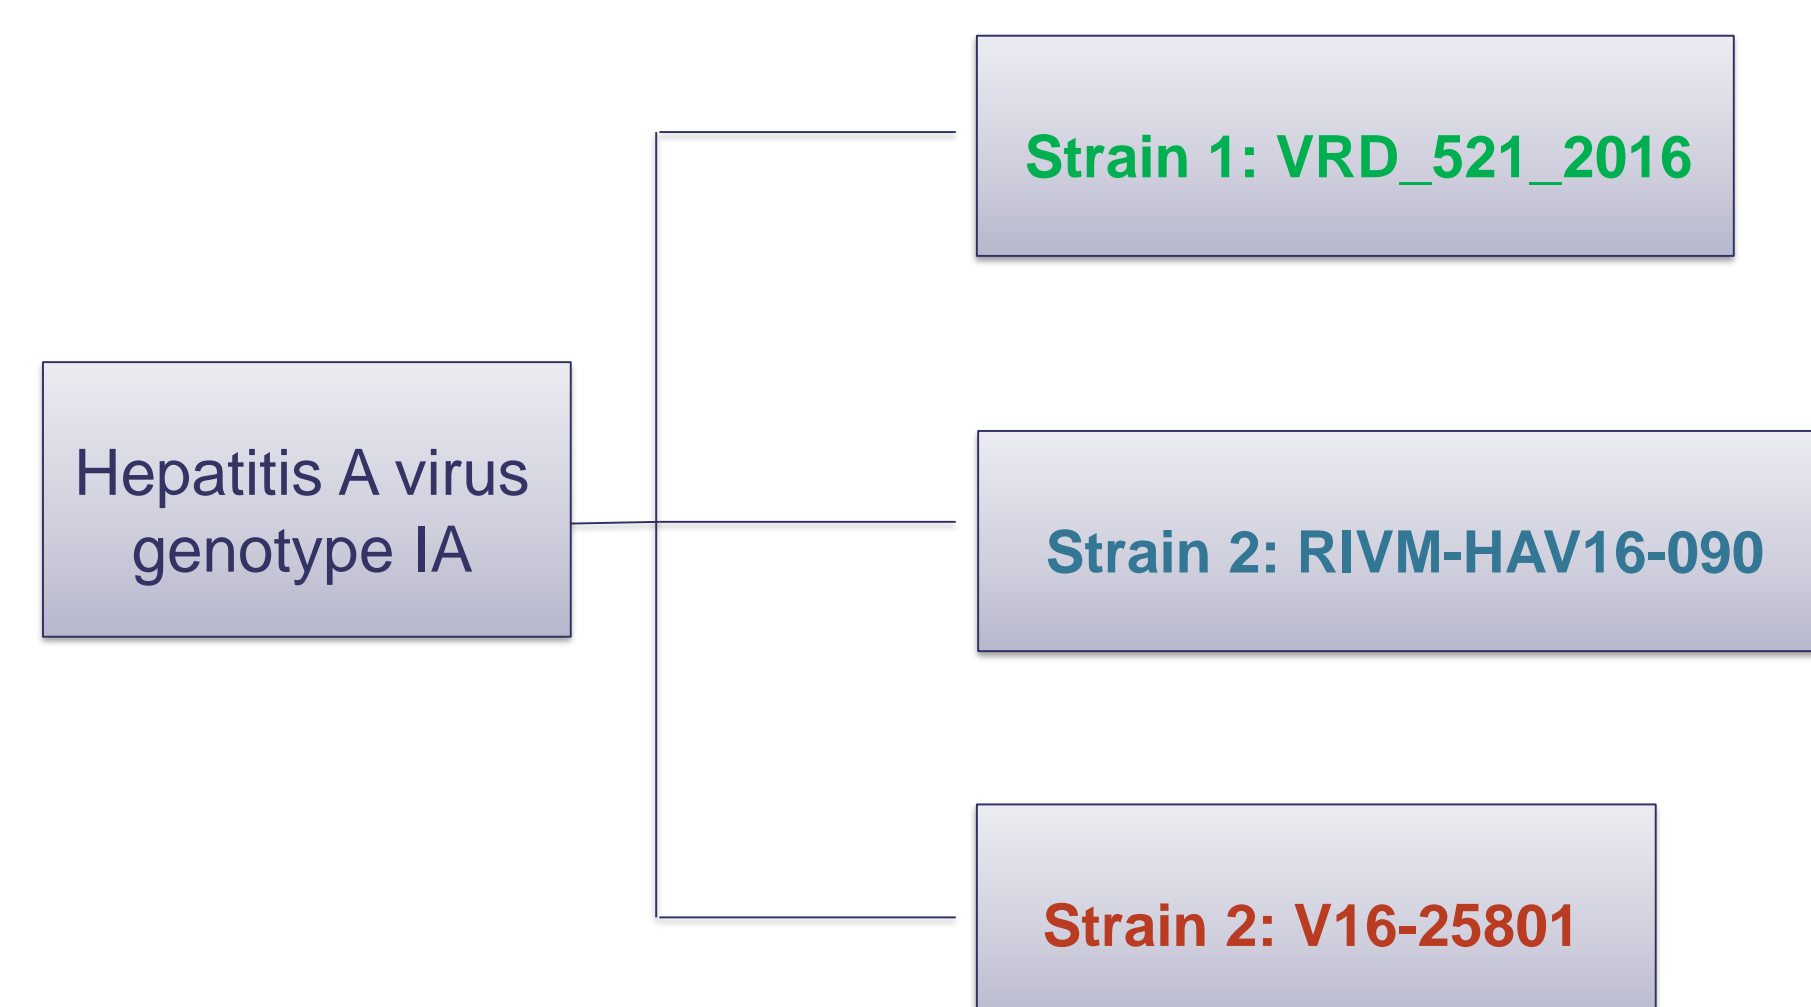 Strain 1: VRD_521_2016
Hepatitis A virus
genotype IA
Strain 2: RIVM-HAV16-090
Strain 2: V16-25801